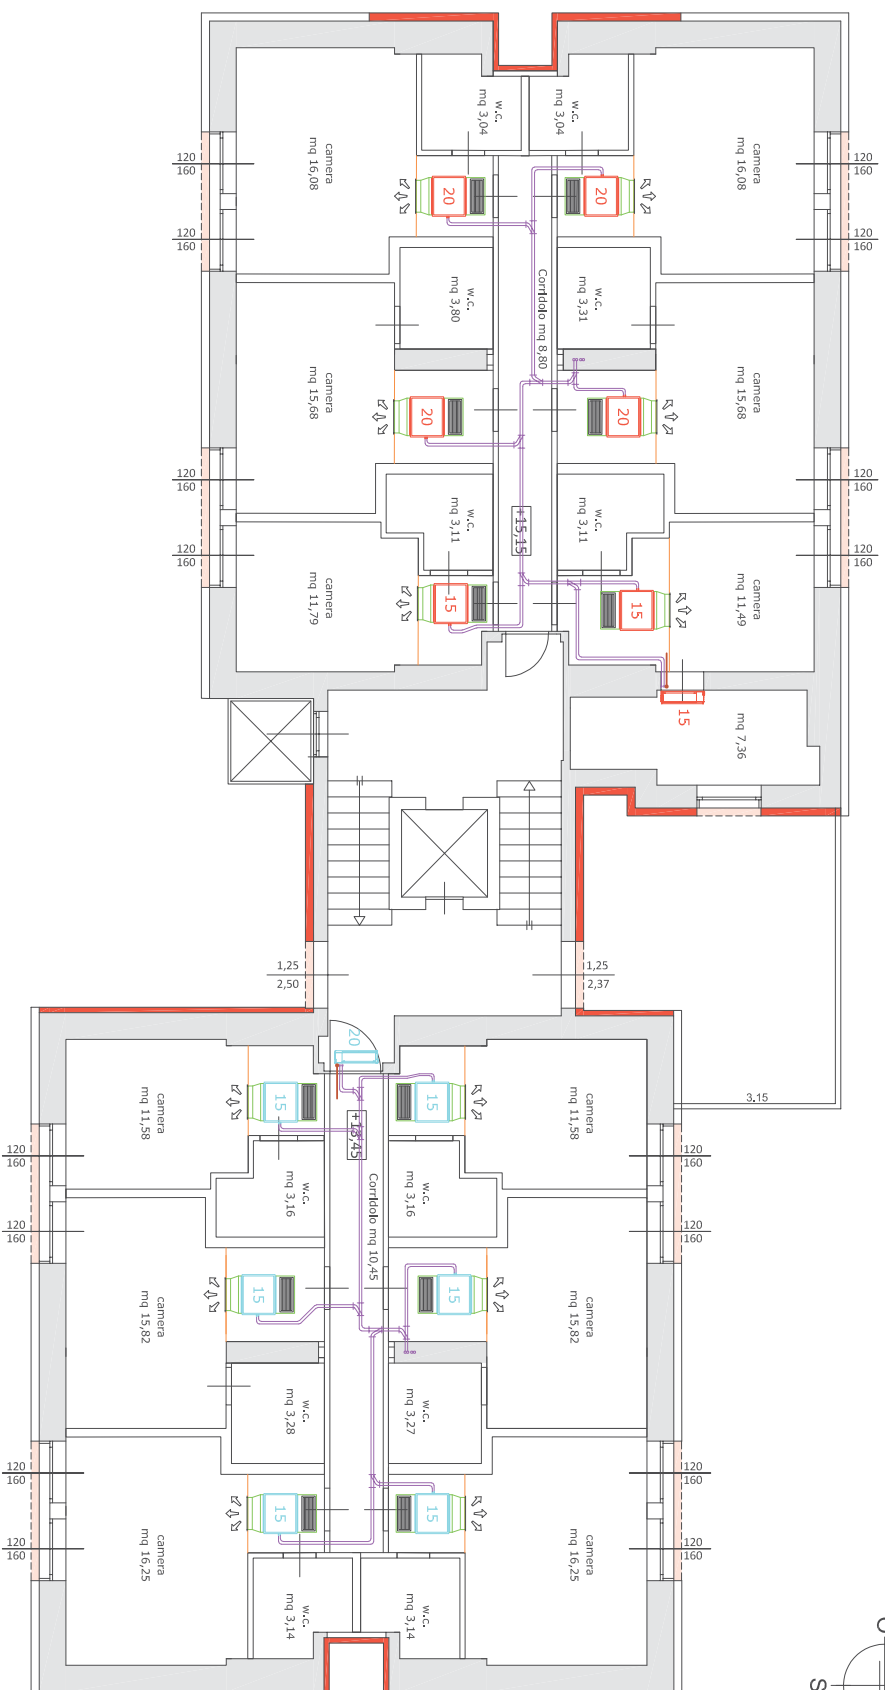 w.c.
mq 3,04
w.c.
mq 3,04
camera
mq 16,08
camera
mq 16,08
120
160
120
160
20
20
120
160
120
160
w.c.
mq 3,80
Corridoio mq 8,80
w.c.
mq 3,31
camera
mq 15,68
camera
mq 15,68
20
20
120
160
120
160
w.c.
mq 3,11
+15,15
w.c.
mq 3,11
120
160
120
160
camera
mq 11,79
camera
mq 11,49
15
15
15
mq 7,36
1,25
2,50
1,25
2,37
20
3.15
camera
mq 11,58
15
15
camera
mq 11,58
+13,45
120
160
120
160
w.c.
mq 3,16
Corridoio mq 10,45
w.c.
mq 3,16
120
160
120
160
camera
mq 15,82
15
15
camera
mq 15,82
w.c.
mq 3,28
w.c.
mq 3,27
120
160
120
160
camera
mq 16,25
15
15
camera
mq 16,25
120
160
120
160
w.c.
mq 3,14
w.c.
mq 3,14
S